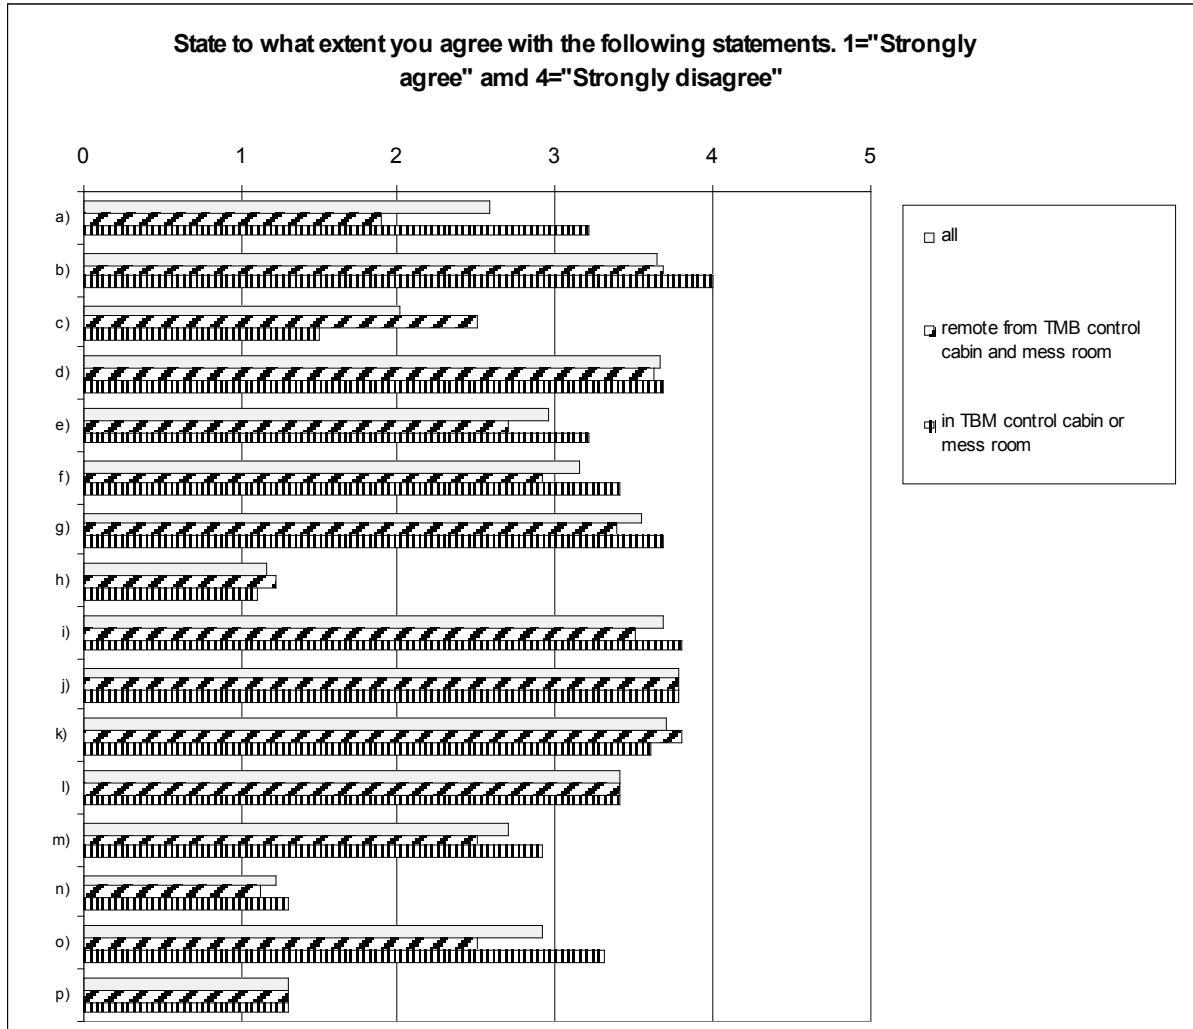 State to what extent you agree with the following statements. 1="Strongly
agree" amd 4="Strongly disagree"
0 1 2 3 4 5
a)
b)
c)
d)
e)
f)
g)
h)
i)
j)
k)
l)
m)
n)
o)
p)
all
remote from TMB control
cabin and mess room
in TBM control cabin or
mess room